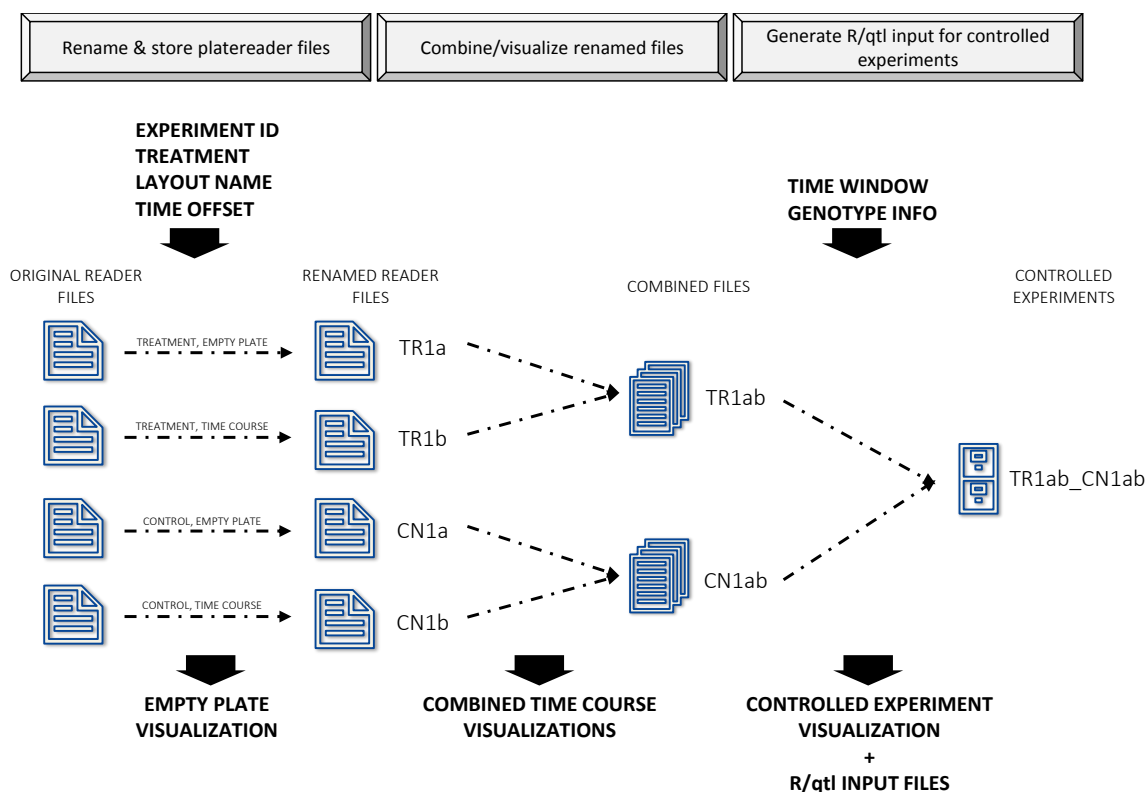 Rename & store platereader files
Combine/visualize renamed files
Generate R/qtl input for controlled
experiments
EXPERIMENT ID
TREATMENT
LAYOUT NAME
TIME OFFSET
TIME WINDOW
GENOTYPE INFO
ORIGINAL READER
FILES
RENAMED READER
FILES
COMBINED FILES
CONTROLLED
EXPERIMENTS
TREATMENT, EMPTY PLATE
TR1a
TREATMENT, TIME COURSE
TR1b
TR1ab
CONTROL, EMPTY PLATE
CN1a
CONTROL, TIME COURSE
CN1b
CN1ab
TR1ab_CN1ab
EMPTY PLATE
VISUALIZATION
COMBINED TIME COURSE
VISUALIZATIONS
CONTROLLED EXPERIMENT
VISUALIZATION
+
R/qtl INPUT FILES